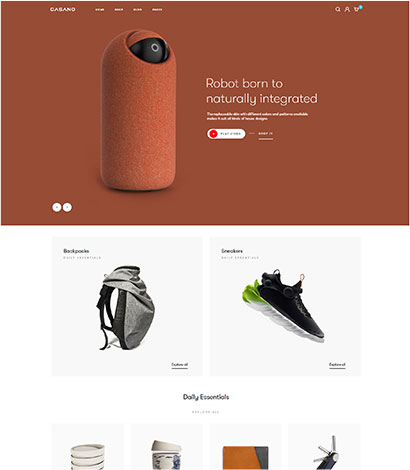 CASANO
HOME
SHOP
BLOG
PAGES
Robot born to
naturally integrated
The replaceable skin with different colors and patterns available
makes it suit all kinds of house designs
PLAY VIDEO
SHOP IT
Backpacks
DAILY ESSENTIALS
Explore all
Sneakers
DAILY ESSENTIALS
Explore all
Daily Essentials
EXPLORE ALL